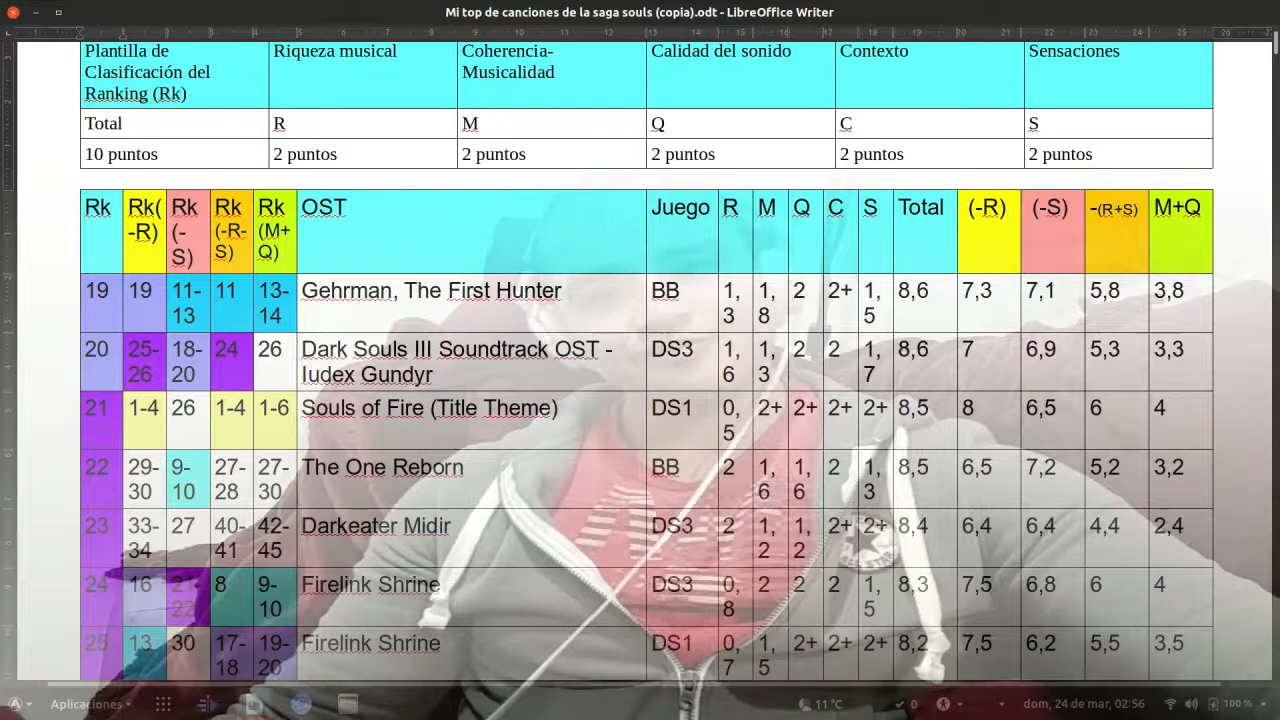 Mi top de canciones de la saga souls (copia).odt - LibreOffice Writer
Plantilla de Clasificación del Ranking (Rk) Riqueza musical Coherencia-Musicalidad Calidad del sonido Contexto Sensaciones
Total R M Q C S
10 puntos 2 puntos 2 puntos 2 puntos 2 puntos 2 puntos
Rk Rk(-R) Rk (-S) Rk (-R-S) Rk (M+Q) OST Juego R M Q C S Total (-R) (-S) -(R+S) M+Q
19 19 11-13 11 13-14 Gehrman, The First Hunter BB 1,3 1,8 2 2+ 1,5 8,6 7,3 7,1 5,8 3,8
20 25-26 18-20 24 26 Dark Souls III Soundtrack OST - Iudex Gundyr DS3 1,6 1,3 2 2 1,7 8,6 7 6,9 5,3 3,3
21 1-4 26 1-4 1-6 Souls of Fire (Title Theme) DS1 0,5 2+ 2+ 2+ 2+ 8,5 8 6,5 6 4
22 29-30 9-10 27-28 27-30 The One Reborn BB 2 1,6 1,6 2 1,3 8,5 6,5 7,2 5,2 3,2
23 33-34 27 40-41 42-45 Darkeater Midir DS3 2 1,2 1,2 2+ 2+ 8,4 6,4 6,4 4,4 2,4
24 16 21-22 8 9-10 Firelink Shrine DS3 0,8 2 2 2 1,5 8,3 7,5 6,8 6 4
25 13 30 17-18 19-20 Firelink Shrine DS1 0,7 1,5 2+ 2+ 2+ 8,2 7,5 6,2 5,5 3,5
Aplicaciones 11 °C 0 dom, 24 de mar, 02:56 100 %